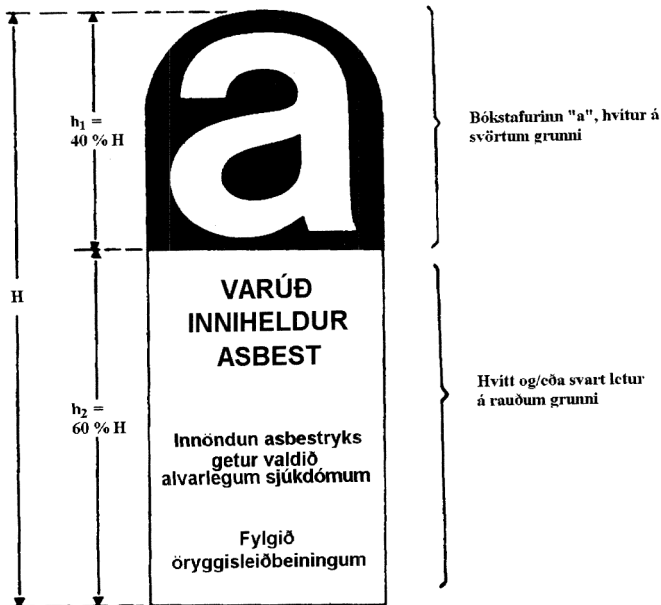 a
h1 =
40 % H
Bókstafurinn "a", hvítur á
svörtum grunni
H
VARÚÐ
INNIHELDUR
ASBEST
h2 =
60 % H
Hvítt og/eða svart letur
á rauðum grunni
Innöndun asbestryks
getur valdið
alvarlegum sjúkdómum
Fylgið
öryggisleiðbeiningum